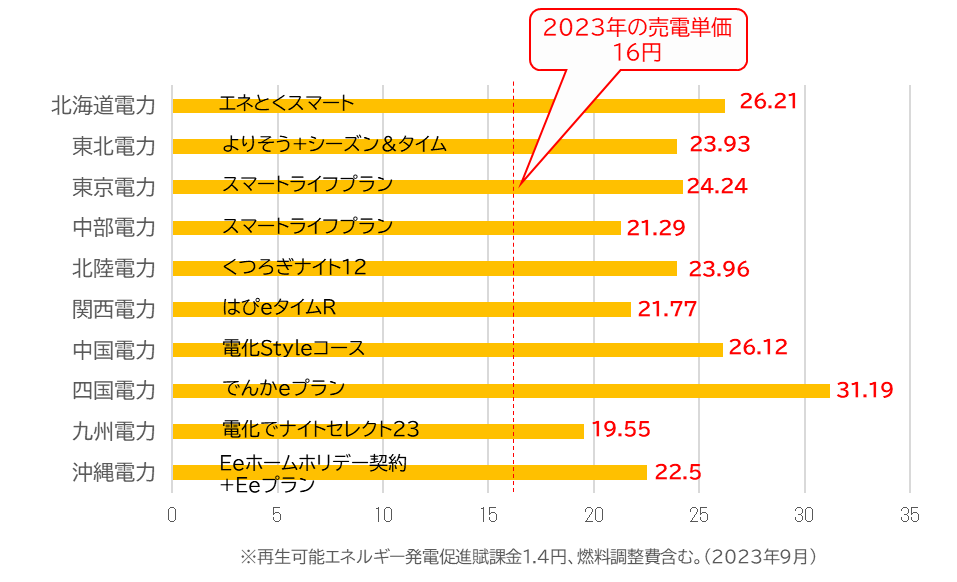 2023年の売電単価
16円
北海道電力 エネとくスマート 26.21
東北電力 よりそう+シーズン&タイム 23.93
東京電力 スマートライフプラン 24.24
中部電力 スマートライフプラン 21.29
北陸電力 くつろぎナイト12 23.96
関西電力 はぴeタイムR 21.77
中国電力 電化Styleコース 26.12
四国電力 でんかeプラン 31.19
九州電力 電化でナイトセレクト23 19.55
沖縄電力 Eeホームホリデー契約 22.5
+Eeプラン
0 5 10 15 20 25 30 35
※再生可能エネルギー発電促進賦課金1.4円、燃料調整費含む。(2023年9月)